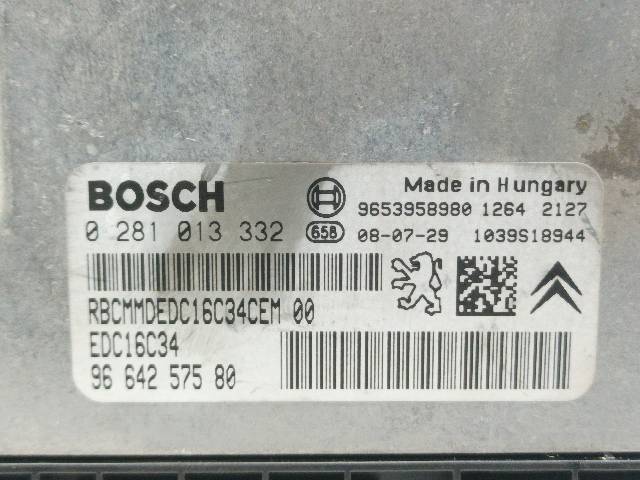 BOSCH
Made in Hungary
9653958980 1264 2127
0 281 013 332
658
08-07-29 1039S18944
RBCMMDEDC16C34CEM 00
EDC16C34
96 642 575 80